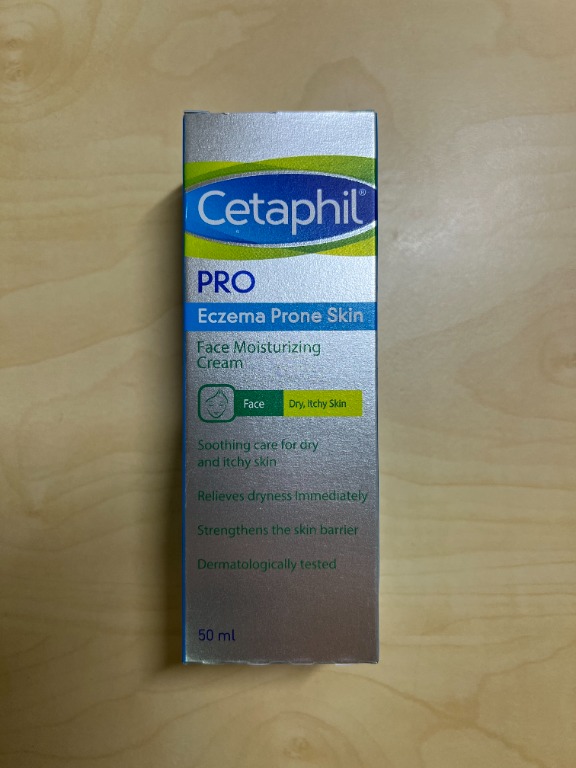 Cetaphil®
PRO
Eczema Prone Skin
Face Moisturizing
Cream
Face Dry, Itchy Skin
Soothing care for dry
and itchy skin
Relieves dryness immediately
Strengthens the skin barrier
Dermatologically tested
50 ml